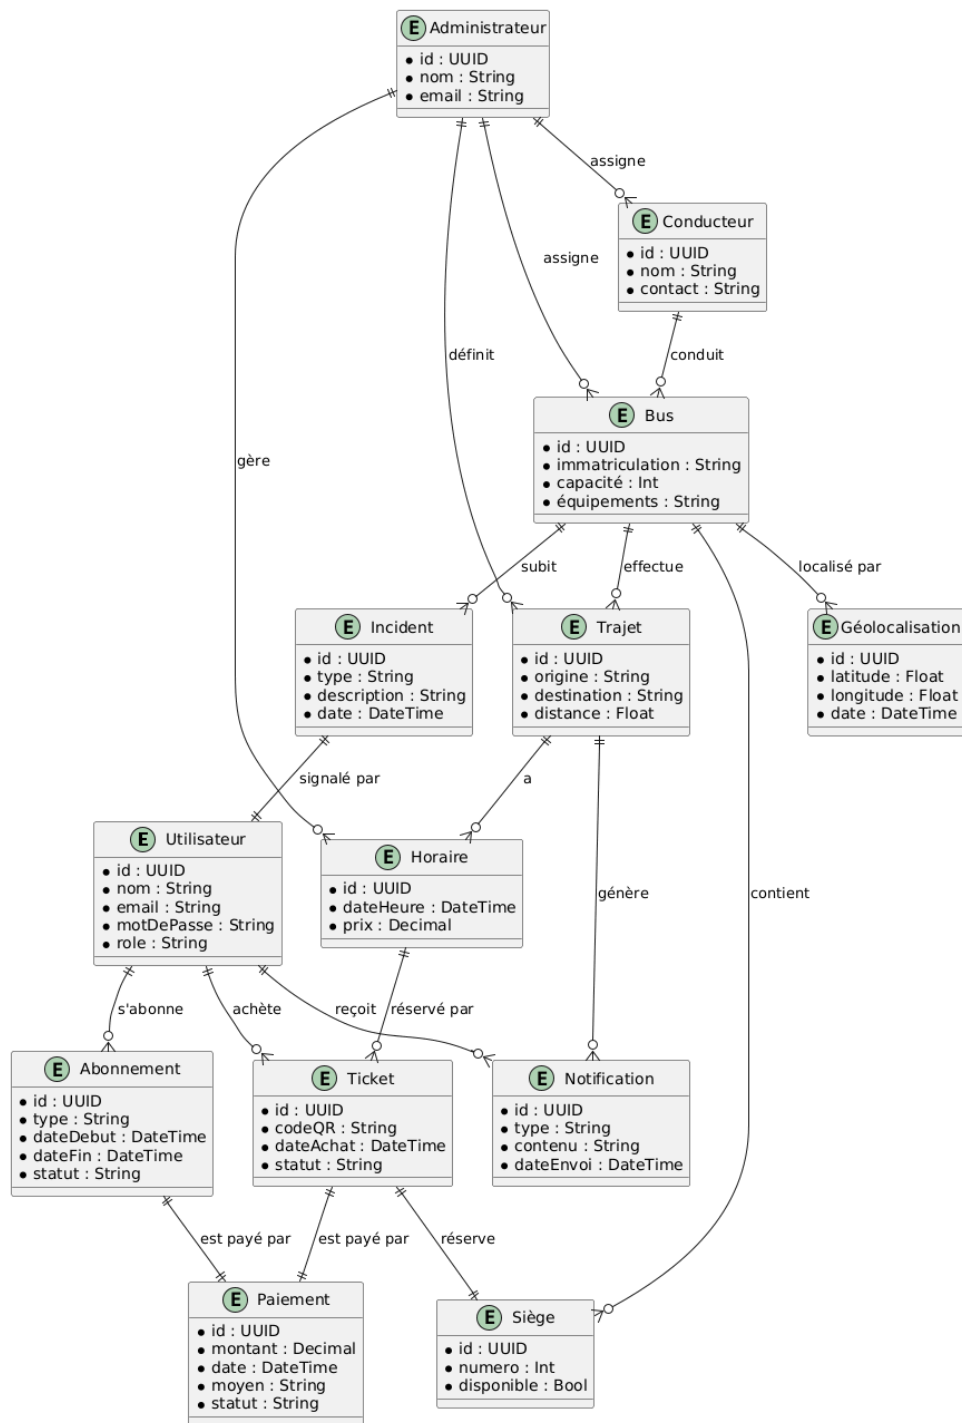 E Administrateur
id : UUID
nom : String
email : String
assigne
E Conducteur
id : UUID
nom : String
contact : String
assigne
définit
conduit
gère
E Bus
id : UUID
immatriculation : String
capacité : Int
équipements : String
subit
effectue
localisé par
E Incident
id : UUID
type : String
description : String
date : DateTime
E Trajet
id : UUID
origine : String
destination : String
distance : Float
E Géolocalisation
id : UUID
latitude : Float
longitude : Float
date : DateTime
signalé par
a
E Utilisateur
id : UUID
nom : String
email : String
motDePasse : String
role : String
E Horaire
id : UUID
dateHeure : DateTime
prix : Decimal
génère
contient
s'abonne
achète
reçoit
réservé par
E Abonnement
id : UUID
type : String
dateDebut : DateTime
dateFin : DateTime
statut : String
E Ticket
id : UUID
codeQR : String
dateAchat : DateTime
statut : String
E Notification
id : UUID
type : String
contenu : String
dateEnvoi : DateTime
est payé par
est payé par
réserve
E Paiement
id : UUID
montant : Decimal
date : DateTime
moyen : String
statut : String
E Siège
id : UUID
numero : Int
disponible : Bool